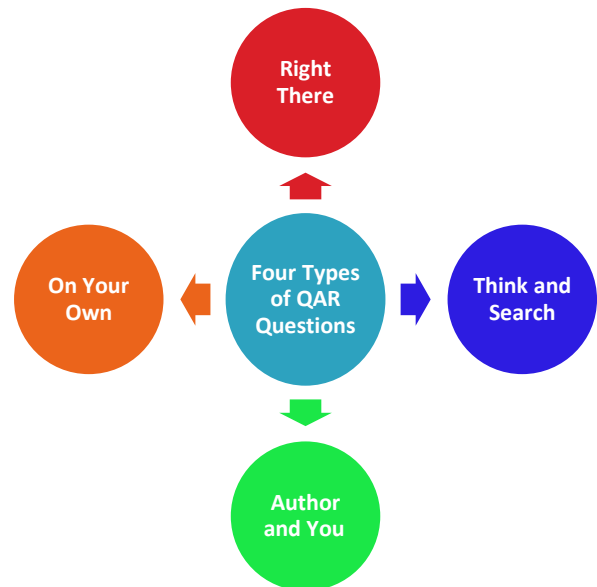 Right
There
On Your
Own
Four Types
of QAR
Questions
Think and
Search
Author
and You